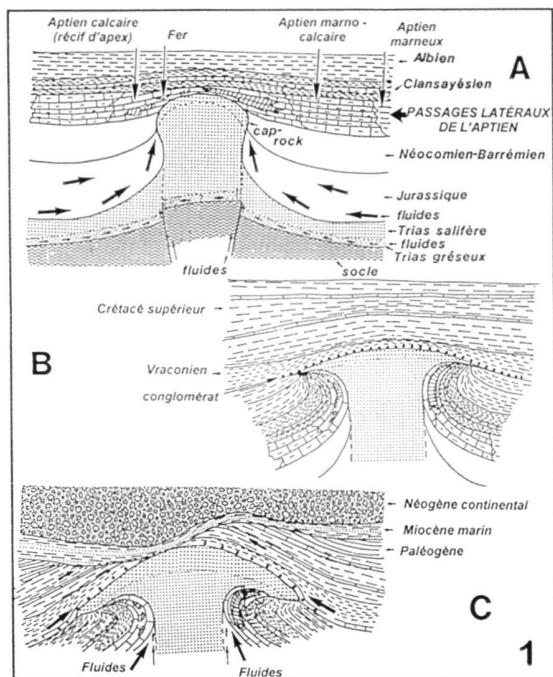 Aptien calcaire
(récif d'apex)
Fer
Aptien marno-
calcaire
Aptien
marneux
Albien
A
Clansayésien
PASSAGES LATÉRAUX
DE L'APTIEN
cap-
rock
Néocomien-Barrémien
Jurassique
fluides
Trias salifère
fluides
Trias gréseux
fluides
socle
Crétacé supérieur
B
Vraconien
conglomérat
Néogène continental
Miocène marin
Paléogène
C
Fluides
Fluides
1